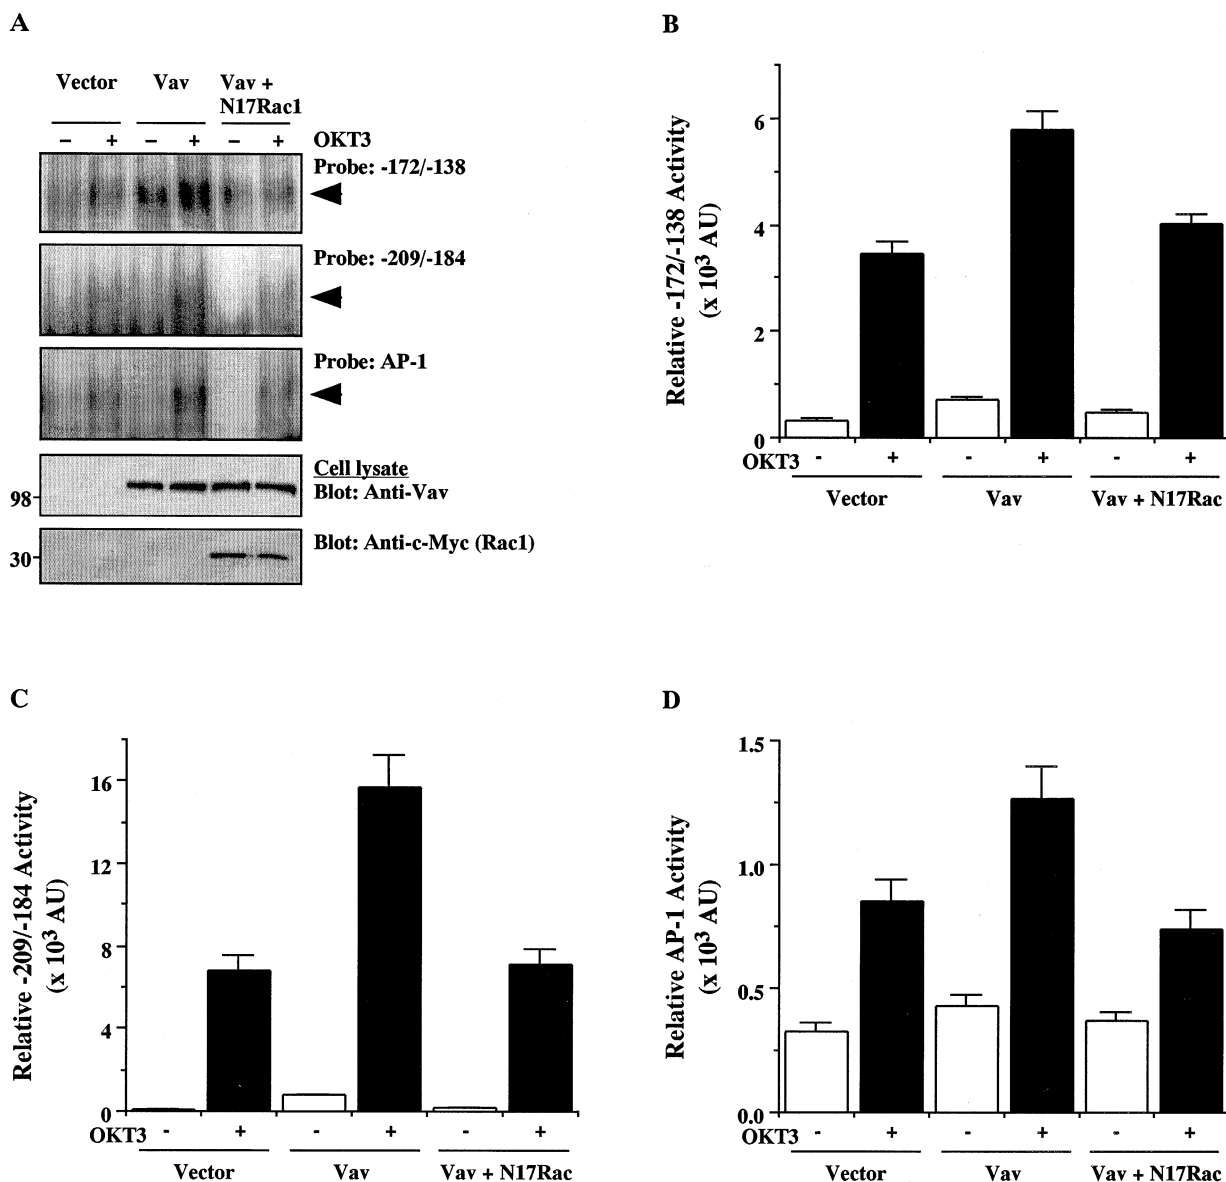 A
Vector Vav Vav +
N17Rac1
– + – + – + OKT3
Probe: -172/-138
Probe: -209/-184
Probe: AP-1
Cell lysate
98 Blot: Anti-Vav
30 Blot: Anti-c-Myc (Rac1)
B
Relative -172/-138 Activity
(x 10³ AU)
6
4
2
0
OKT3 - + - + - +
Vector Vav Vav + N17Rac
C
Relative -209/-184 Activity
(x 10³ AU)
16
12
8
4
0
OKT3 - + - + - +
Vector Vav Vav + N17Rac
D
Relative AP-1 Activity
(x 10³ AU)
1.5
1.0
0.5
0.0
OKT3 - + - + - +
Vector Vav Vav + N17Rac